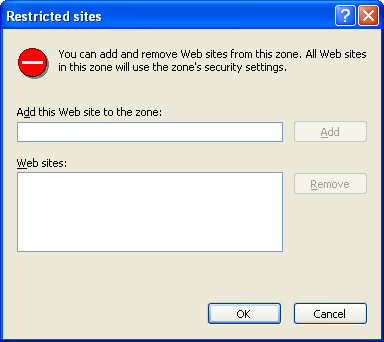 Restricted sites
You can add and remove Web sites from this zone. All Web sites
in this zone will use the zone's security settings.
Add this Web site to the zone:
Add
Web sites:
Remove
OK
Cancel